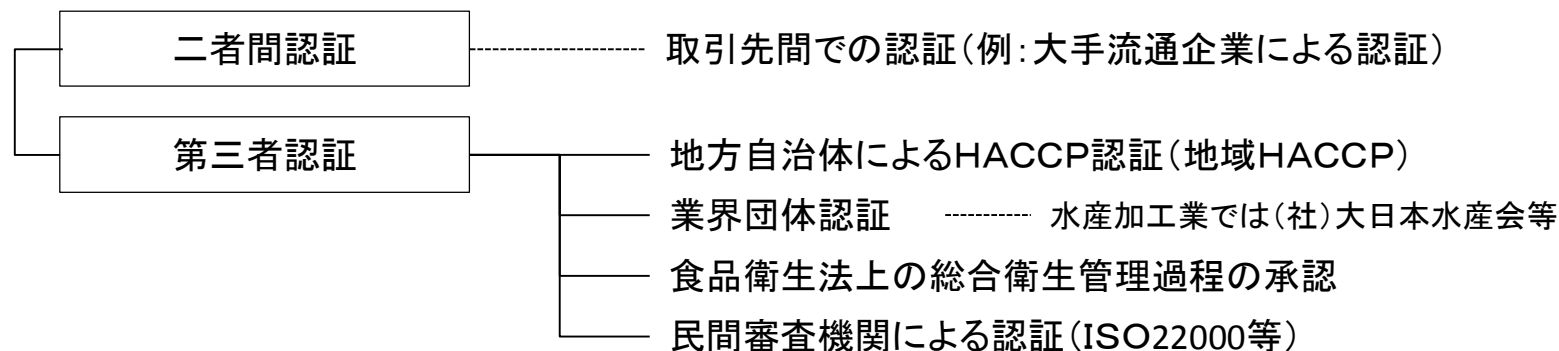 二者間認証 取引先間での認証(例:大手流通企業による認証)
第三者認証 地方自治体によるHACCP認証(地域HACCP)
業界団体認証 水産加工業では(社)大日本水産会等
食品衛生法上の総合衛生管理過程の承認
民間審査機関による認証(ISO22000等)